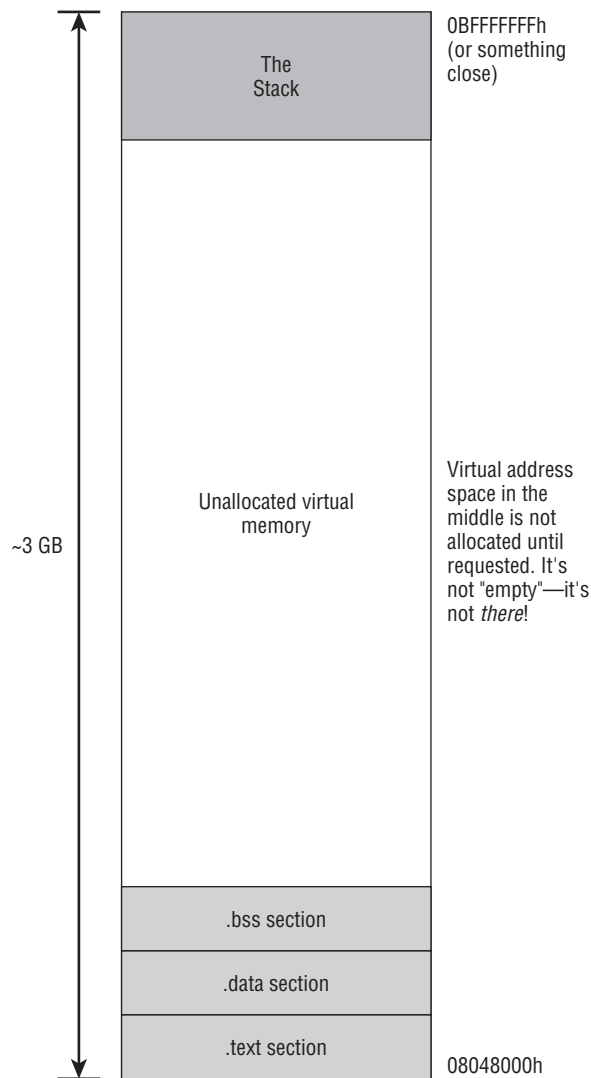 0BFFFFFFFh
(or something
close)
The
Stack
~3 GB
Unallocated virtual
memory
Virtual address
space in the
middle is not
allocated until
requested. It's
not "empty"—it's
not there!
.bss section
.data section
.text section
08048000h